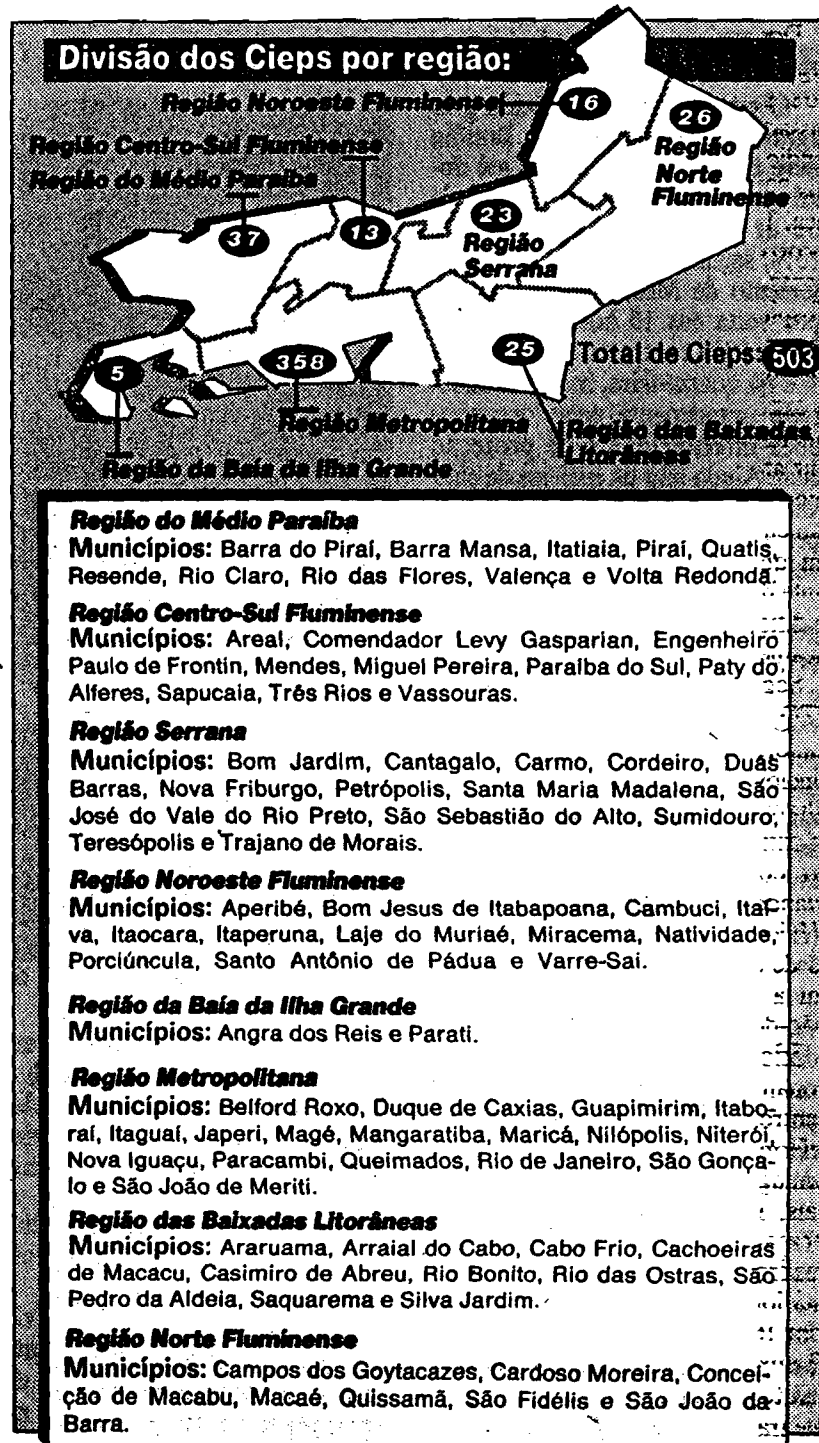 Divisão dos Cieps por região:
Região Noroeste Fluminense
16
26
Região
Norte
Fluminense
Região Centro-Sul Fluminense
Região do Médio Paraíba
37
13
23
Região
Serrana
5
358
25
Total de Cieps: 503
Região Metropolitana
Região das Baixadas
Litorâneas
Região da Baía da Ilha Grande
Região do Médio Paraíba
Municípios: Barra do Piraí, Barra Mansa, Itatiaia, Piraí, Quatis,
Resende, Rio Claro, Rio das Flores, Valença e Volta Redonda.
Região Centro-Sul Fluminense
Municípios: Areal, Comendador Levy Gasparian, Engenheiro
Paulo de Frontin, Mendes, Miguel Pereira, Paraíba do Sul, Paty do
Alferes, Sapucaia, Três Rios e Vassouras.
Região Serrana
Municípios: Bom Jardim, Cantagalo, Carmo, Cordeiro, Duas
Barras, Nova Friburgo, Petrópolis, Santa Maria Madalena, São
José do Vale do Rio Preto, São Sebastião do Alto, Sumidouro,
Teresópolis e Trajano de Morais.
Região Noroeste Fluminense
Municípios: Aperibé, Bom Jesus de Itabapoana, Cambuci, Ital-
va, Itaocara, Itaperuna, Laje do Muriaé, Miracema, Natividade,
Porciúncula, Santo Antônio de Pádua e Varre-Sai.
Região da Baía da Ilha Grande
Municípios: Angra dos Reis e Parati.
Região Metropolitana
Municípios: Belford Roxo, Duque de Caxias, Guapimirim, Itabo-
raí, Itaguaí, Japeri, Magé, Mangaratiba, Maricá, Nilópolis, Niterói,
Nova Iguaçu, Paracambi, Queimados, Rio de Janeiro, São Gonça-
lo e São João de Meriti.
Região das Baixadas Litorâneas
Municípios: Araruama, Arraial do Cabo, Cabo Frio, Cachoeiras
de Macacu, Casimiro de Abreu, Rio Bonito, Rio das Ostras, São
Pedro da Aldeia, Saquarema e Silva Jardim.
Região Norte Fluminense
Municípios: Campos dos Goytacazes, Cardoso Moreira, Concei-
ção de Macabu, Macaé, Quissamã, São Fidélis e São João da
Barra.